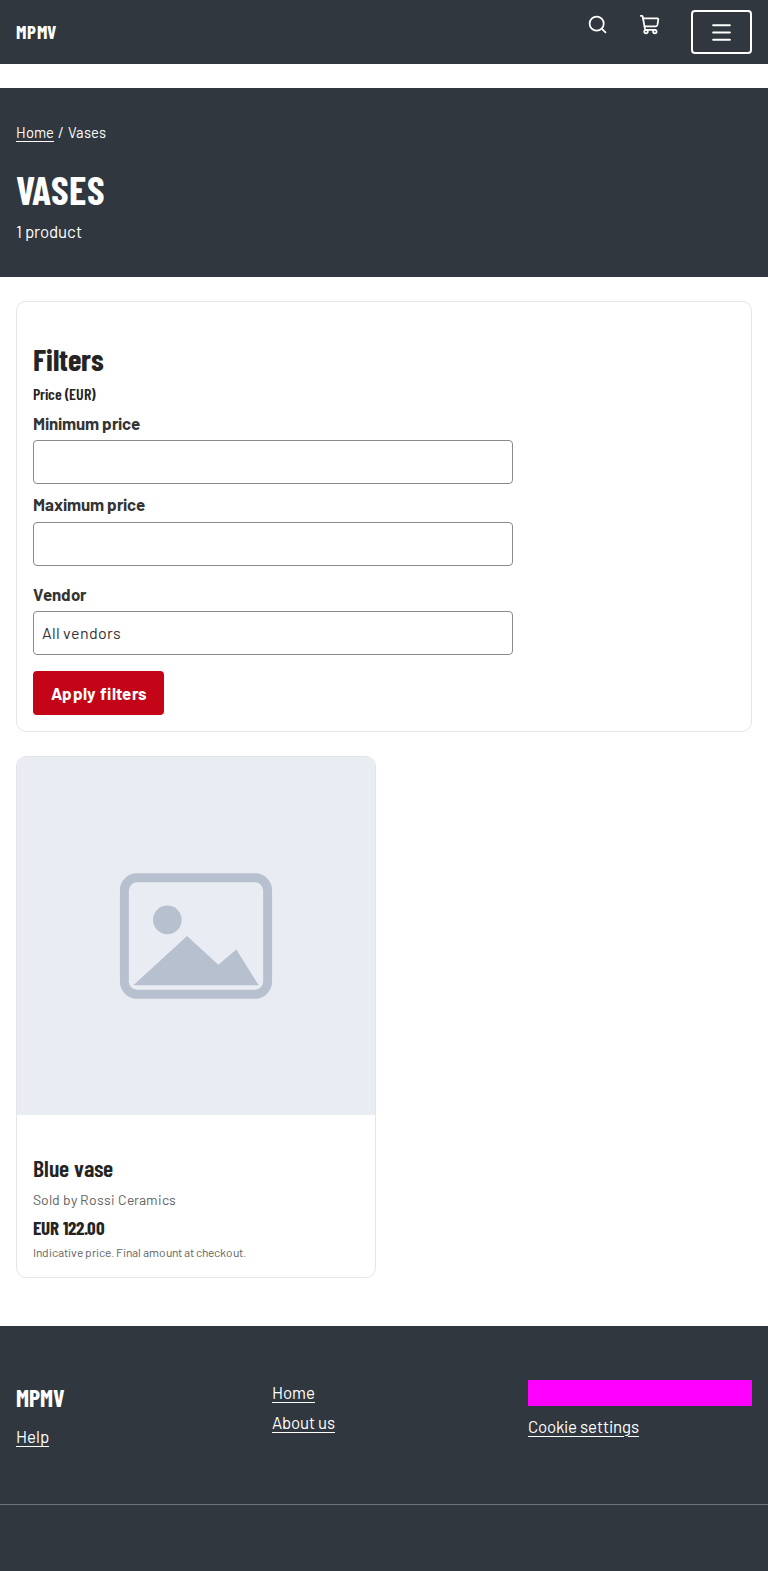 MPMV
Home / Vases
VASES
1 product
Filters
Price (EUR)
Minimum price
Maximum price
Vendor
All vendors
Apply filters
Blue vase
Sold by Rossi Ceramics
EUR 122.00
Indicative price. Final amount at checkout.
MPMV
Help
Home
About us
Cookie settings